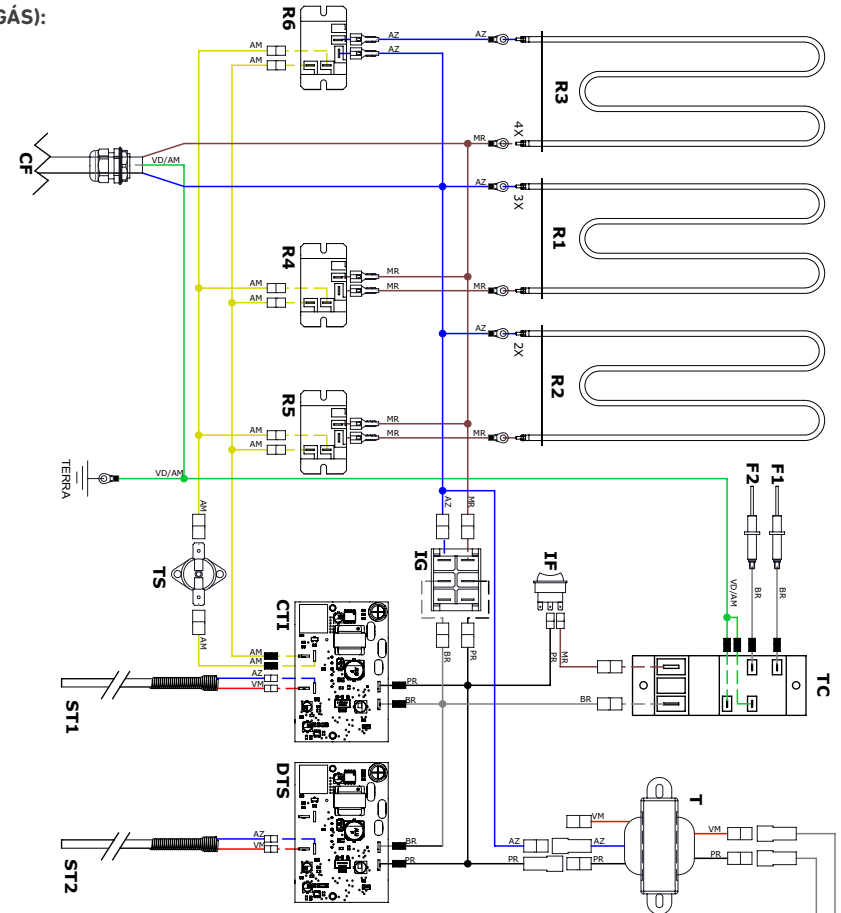 GÁS):
R6
AM
AM
AZ
AZ
AZ
R3
4X
MR
CF
VD/AM
AZ
3X
R1
R4
AM
AM
MR
MR
MR
AZ
2X
R2
R5
AM
AM
MR
MR
MR
TERRA
VD/AM
AM
TS
AM
AZ
MR
IG
BR
PR
IF
PR
MR
F2
F1
BR
BR
VD/AM
TC
BR
CTI
AM
AM
AZ
VM
PR
BR
ST1
DTS
AZ
VM
BR
PR
ST2
T
VM
AZ
AZ
PR
PR
VM
PR